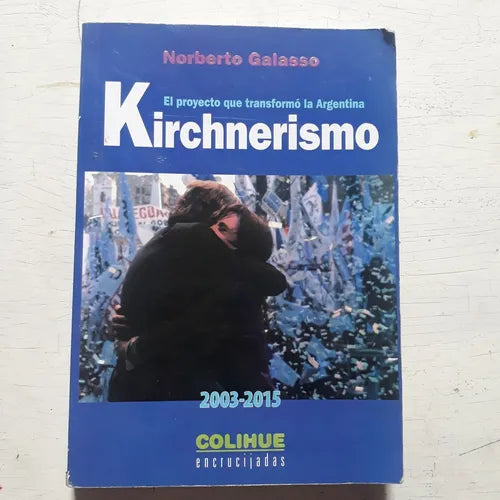 Norberto Galasso
El proyecto que transformó la Argentina
Kirchnerismo
2003-2015
COLIHUE
encrucijadas